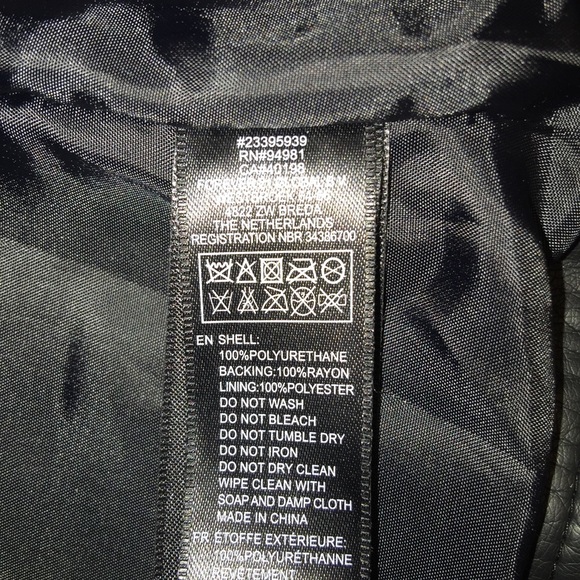 #23395939
RN#94981
CA#40198
4822 ZW BREDA
THE NETHERLANDS
REGISTRATION NBR 34386700
EN SHELL:
100%POLYURETHANE
BACKING:100%RAYON
LINING:100%POLYESTER
DO NOT WASH
DO NOT BLEACH
DO NOT TUMBLE DRY
DO NOT IRON
DO NOT DRY CLEAN
WIPE CLEAN WITH
SOAP AND DAMP CLOTH
MADE IN CHINA
FR ÉTOFFE EXTÉRIEURE:
100%POLYURÉTHANNE
REVÊTEMENT